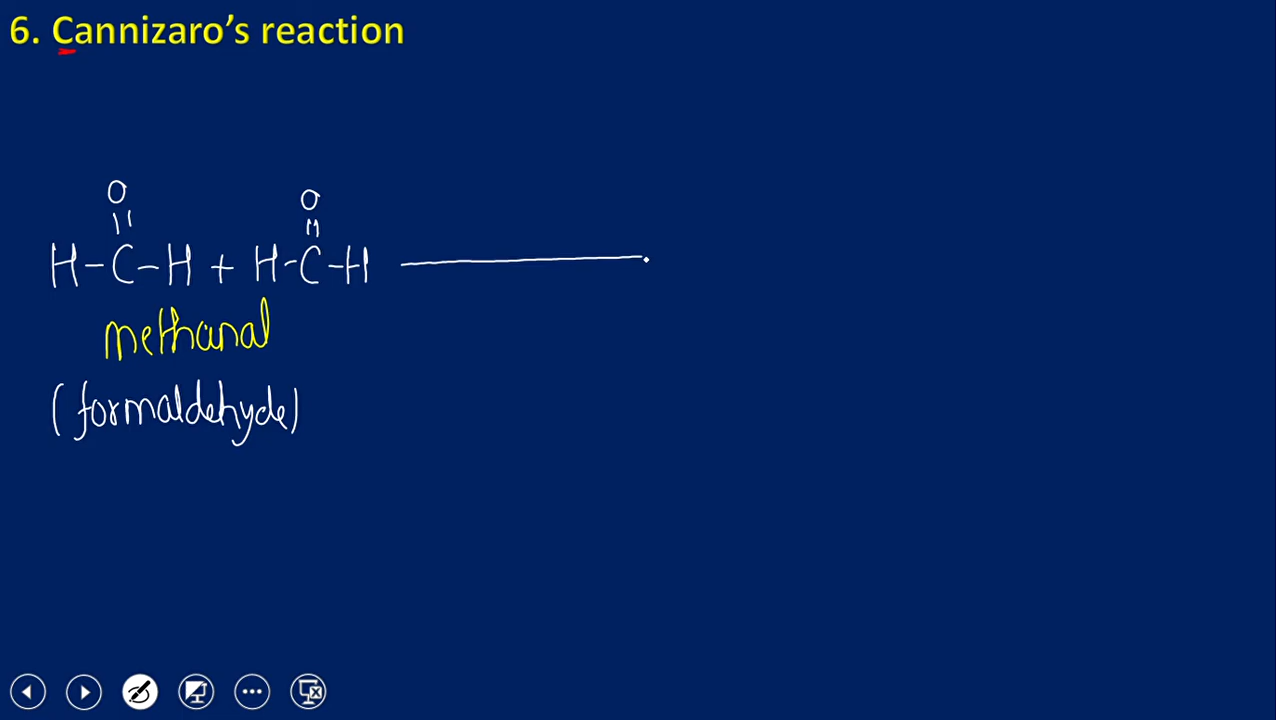 6. Cannizaro’s reaction
O O
|| ||
H-C-H + H-C-H
methanal
(formaldehyde)